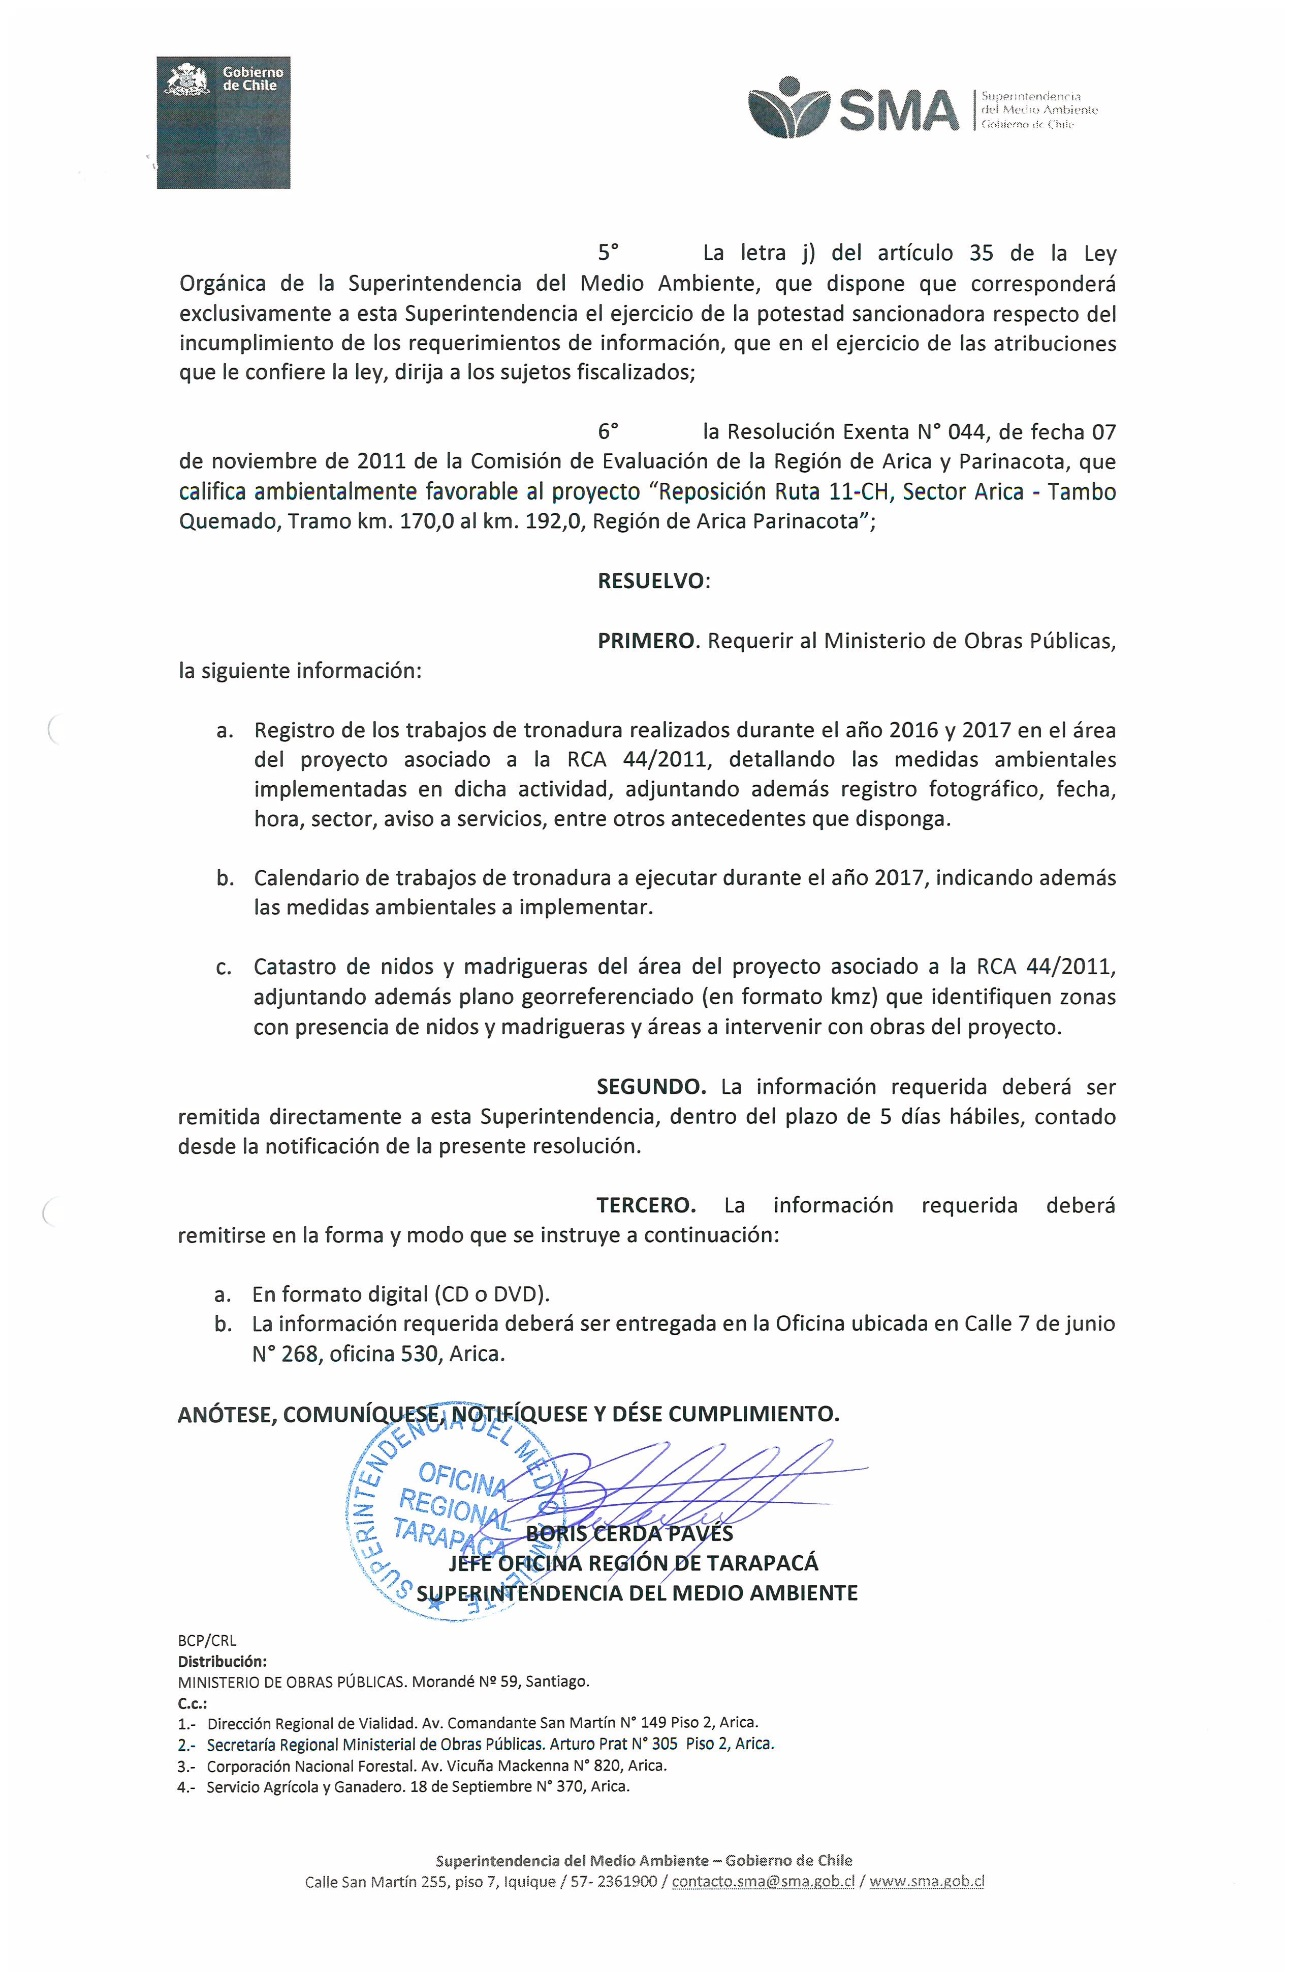 Gobierno
de Chile
SMA
Superintendencia
del Medio Ambiente
Gobierno de Chile
5° La letra j) del artículo 35 de la Ley
Orgánica de la Superintendencia del Medio Ambiente, que dispone que corresponderá
exclusivamente a esta Superintendencia el ejercicio de la potestad sancionadora respecto del
incumplimiento de los requerimientos de información, que en el ejercicio de las atribuciones
que le confiere la ley, dirija a los sujetos fiscalizados;
6° la Resolución Exenta N° 044, de fecha 07
de noviembre de 2011 de la Comisión de Evaluación de la Región de Arica y Parinacota, que
califica ambientalmente favorable al proyecto “Reposición Ruta 11-CH, Sector Arica - Tambo
Quemado, Tramo km. 170,0 al km. 192,0, Región de Arica Parinacota”;
RESUELVO:
PRIMERO. Requerir al Ministerio de Obras Públicas,
la siguiente información:
a. Registro de los trabajos de tronadura realizados durante el año 2016 y 2017 en el área
del proyecto asociado a la RCA 44/2011, detallando las medidas ambientales
implementadas en dicha actividad, adjuntando además registro fotográfico, fecha,
hora, sector, aviso a servicios, entre otros antecedentes que disponga.
b. Calendario de trabajos de tronadura a ejecutar durante el año 2017, indicando además
las medidas ambientales a implementar.
c. Catastro de nidos y madrigueras del área del proyecto asociado a la RCA 44/2011,
adjuntando además plano georreferenciado (en formato kmz) que identifiquen zonas
con presencia de nidos y madrigueras y áreas a intervenir con obras del proyecto.
SEGUNDO. La información requerida deberá ser
remitida directamente a esta Superintendencia, dentro del plazo de 5 días hábiles, contado
desde la notificación de la presente resolución.
TERCERO. La información requerida deberá
remitirse en la forma y modo que se instruye a continuación:
a. En formato digital (CD o DVD).
b. La información requerida deberá ser entregada en la Oficina ubicada en Calle 7 de junio
N° 268, oficina 530, Arica.
ANÓTESE, COMUNÍQUESE, NOTIFÍQUESE Y DÉSE CUMPLIMIENTO.
SUPERINTENDENCIA DEL MEDIO AMBIENTE
OFICINA
REGIONAL
TARAPACA
BORIS CERDA PAVÉS
JEFE OFICINA REGIÓN DE TARAPACÁ
SUPERINTENDENCIA DEL MEDIO AMBIENTE
BCP/CRL
Distribución:
MINISTERIO DE OBRAS PÚBLICAS. Morandé Nº 59, Santiago.
C.c.:
1.- Dirección Regional de Vialidad. Av. Comandante San Martín N° 149 Piso 2, Arica.
2.- Secretaría Regional Ministerial de Obras Públicas. Arturo Prat N° 305 Piso 2, Arica.
3.- Corporación Nacional Forestal. Av. Vicuña Mackenna N° 820, Arica.
4.- Servicio Agrícola y Ganadero. 18 de Septiembre N° 370, Arica.
Superintendencia del Medio Ambiente – Gobierno de Chile
Calle San Martín 255, piso 7, Iquique / 57- 2361900 / contacto.sma@sma.gob.cl / www.sma.gob.cl